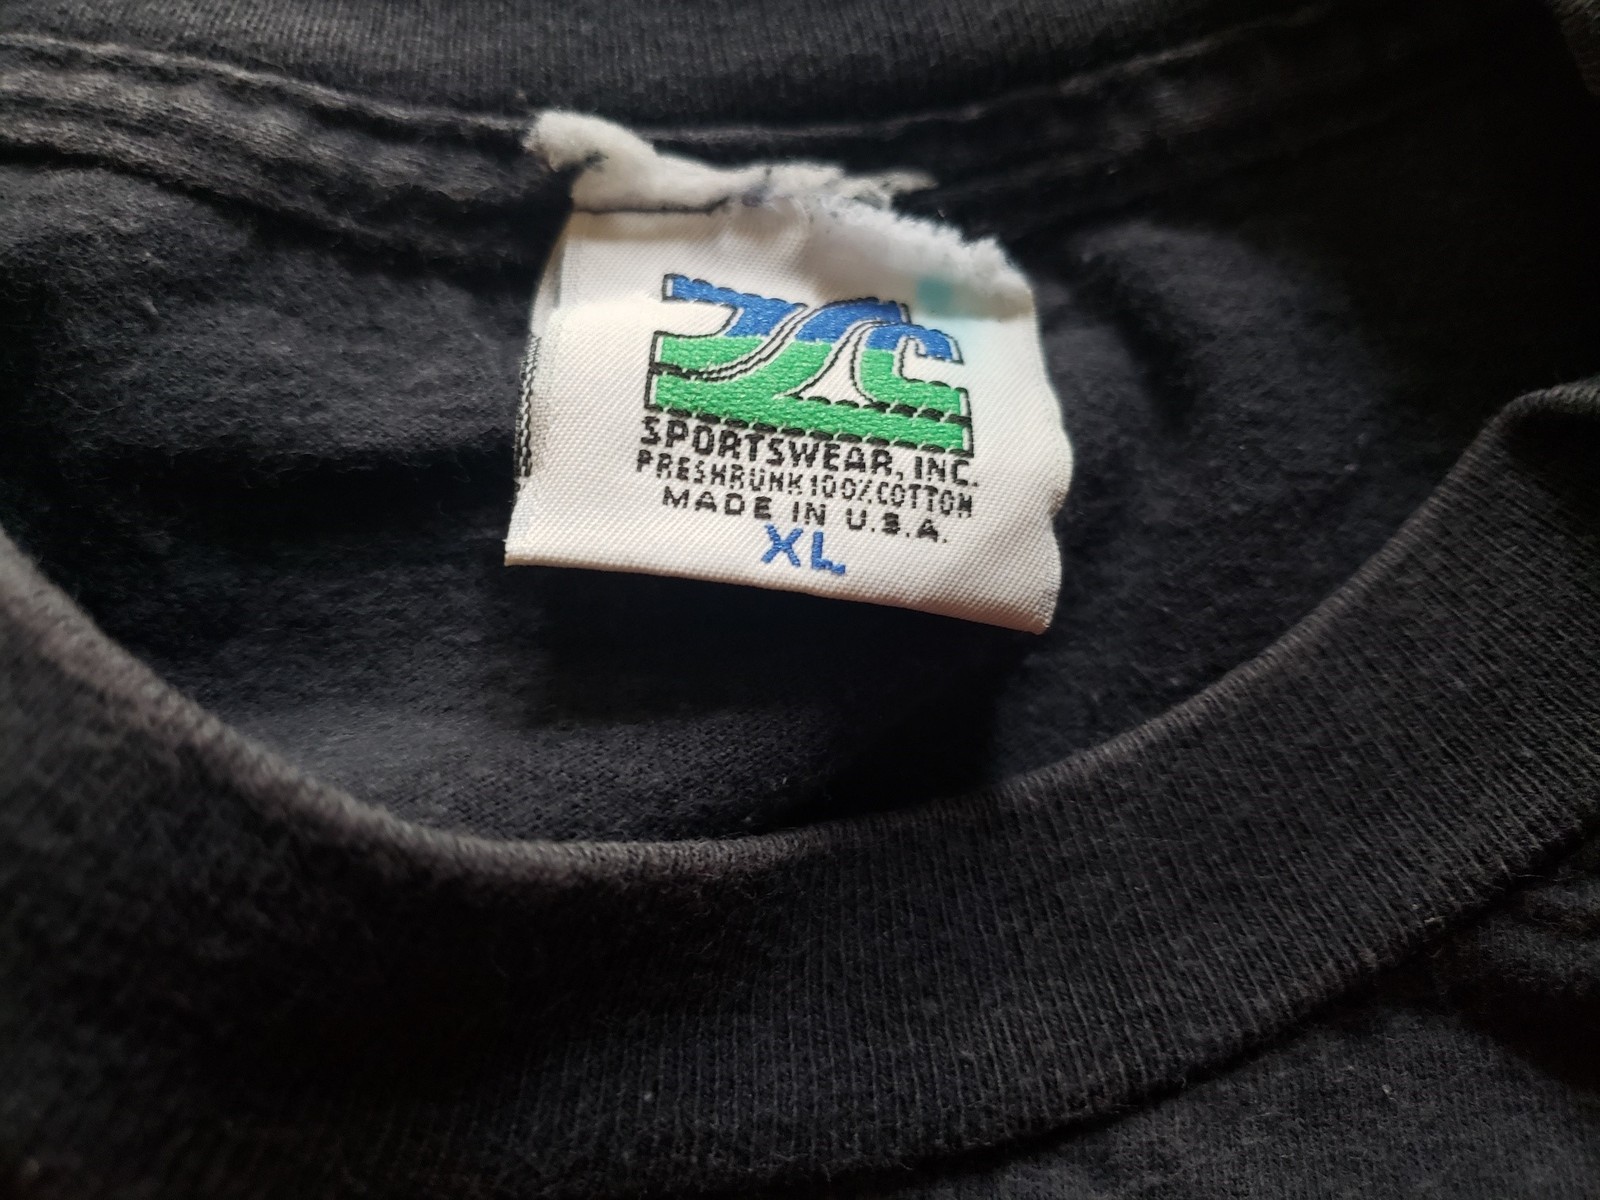 SPORTSWEAR, INC.
PRESHRUNK 100% COTTON
MADE IN U.S.A.
XL